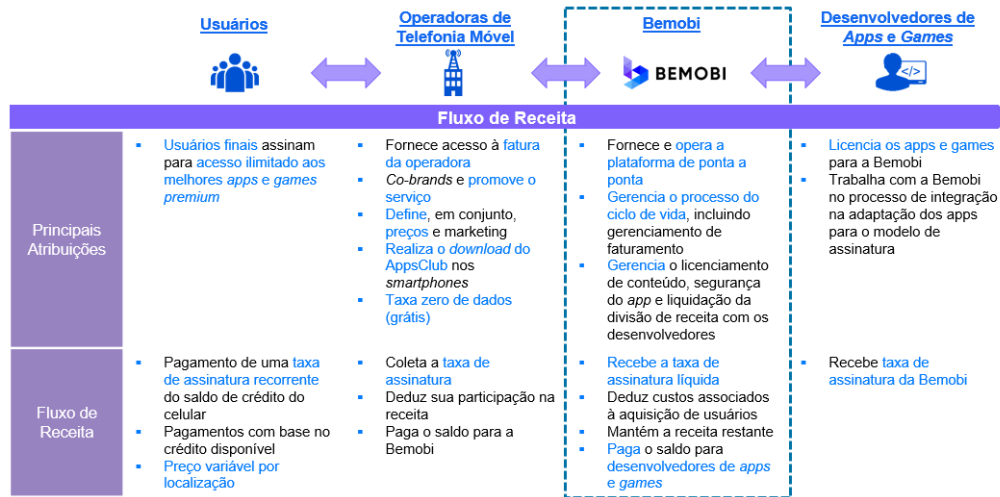 Usuários
Operadoras de
Telefonia Móvel
Bemobi
Desenvolvedores de
Apps e Games
</>
BEMOBI
Fluxo de Receita
Principais
Atribuições
▪ Usuários finais assinam
para acesso ilimitado aos
melhores apps e games
premium
▪ Fornece acesso à fatura
da operadora
▪ Co-brands e promove o
serviço
▪ Define, em conjunto,
preços e marketing
▪ Realiza o download do
AppsClub nos
smartphones
▪ Taxa zero de dados
(grátis)
▪ Fornece e opera a
plataforma de ponta a
ponta
▪ Gerencia o processo do
ciclo de vida, incluindo
gerenciamento de
faturamento
▪ Gerencia o licenciamento
de conteúdo, segurança
do app e liquidação da
divisão de receita com os
desenvolvedores
▪ Licencia os apps e games
para a Bemobi
▪ Trabalha com a Bemobi
no processo de integração
na adaptação dos apps
para o modelo de
assinatura
Fluxo de
Receita
▪ Pagamento de uma taxa
de assinatura recorrente
do saldo de crédito do
celular
▪ Pagamentos com base no
crédito disponível
▪ Preço variável por
localização
▪ Coleta a taxa de
assinatura
▪ Deduz sua participação na
receita
▪ Paga o saldo para a
Bemobi
▪ Recebe a taxa de
assinatura líquida
▪ Deduz custos associados
à aquisição de usuários
▪ Mantém a receita restante
▪ Paga o saldo para
desenvolvedores de apps
e games
▪ Recebe taxa de
assinatura da Bemobi